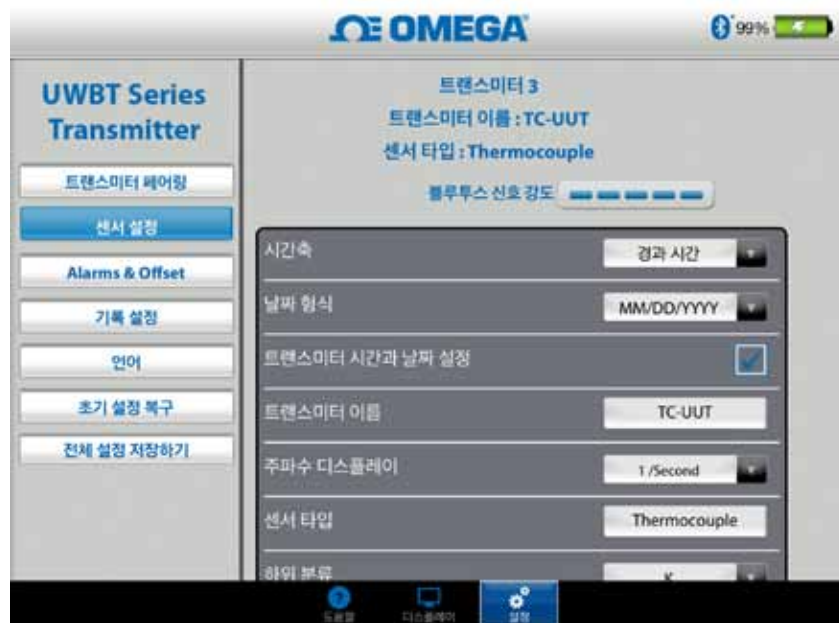 OMEGA
99%
UWBT Series
Transmitter
트랜스미터 페어링
센서 설정
Alarms & Offset
기록 설정
언어
초기 설정 복구
전체 설정 저장하기
트랜스미터 3
트랜스미터 이름 : TC-UUT
센서 타입 : Thermocouple
블루투스 신호 강도
시간축
경과 시간
날짜 형식
MM/DD/YYYY
트랜스미터 시간과 날짜 설정
트랜스미터 이름
TC-UUT
주파수 디스플레이
1 /Second
센서 타입
Thermocouple
하위 분류
K
도움말
디스플레이
설정